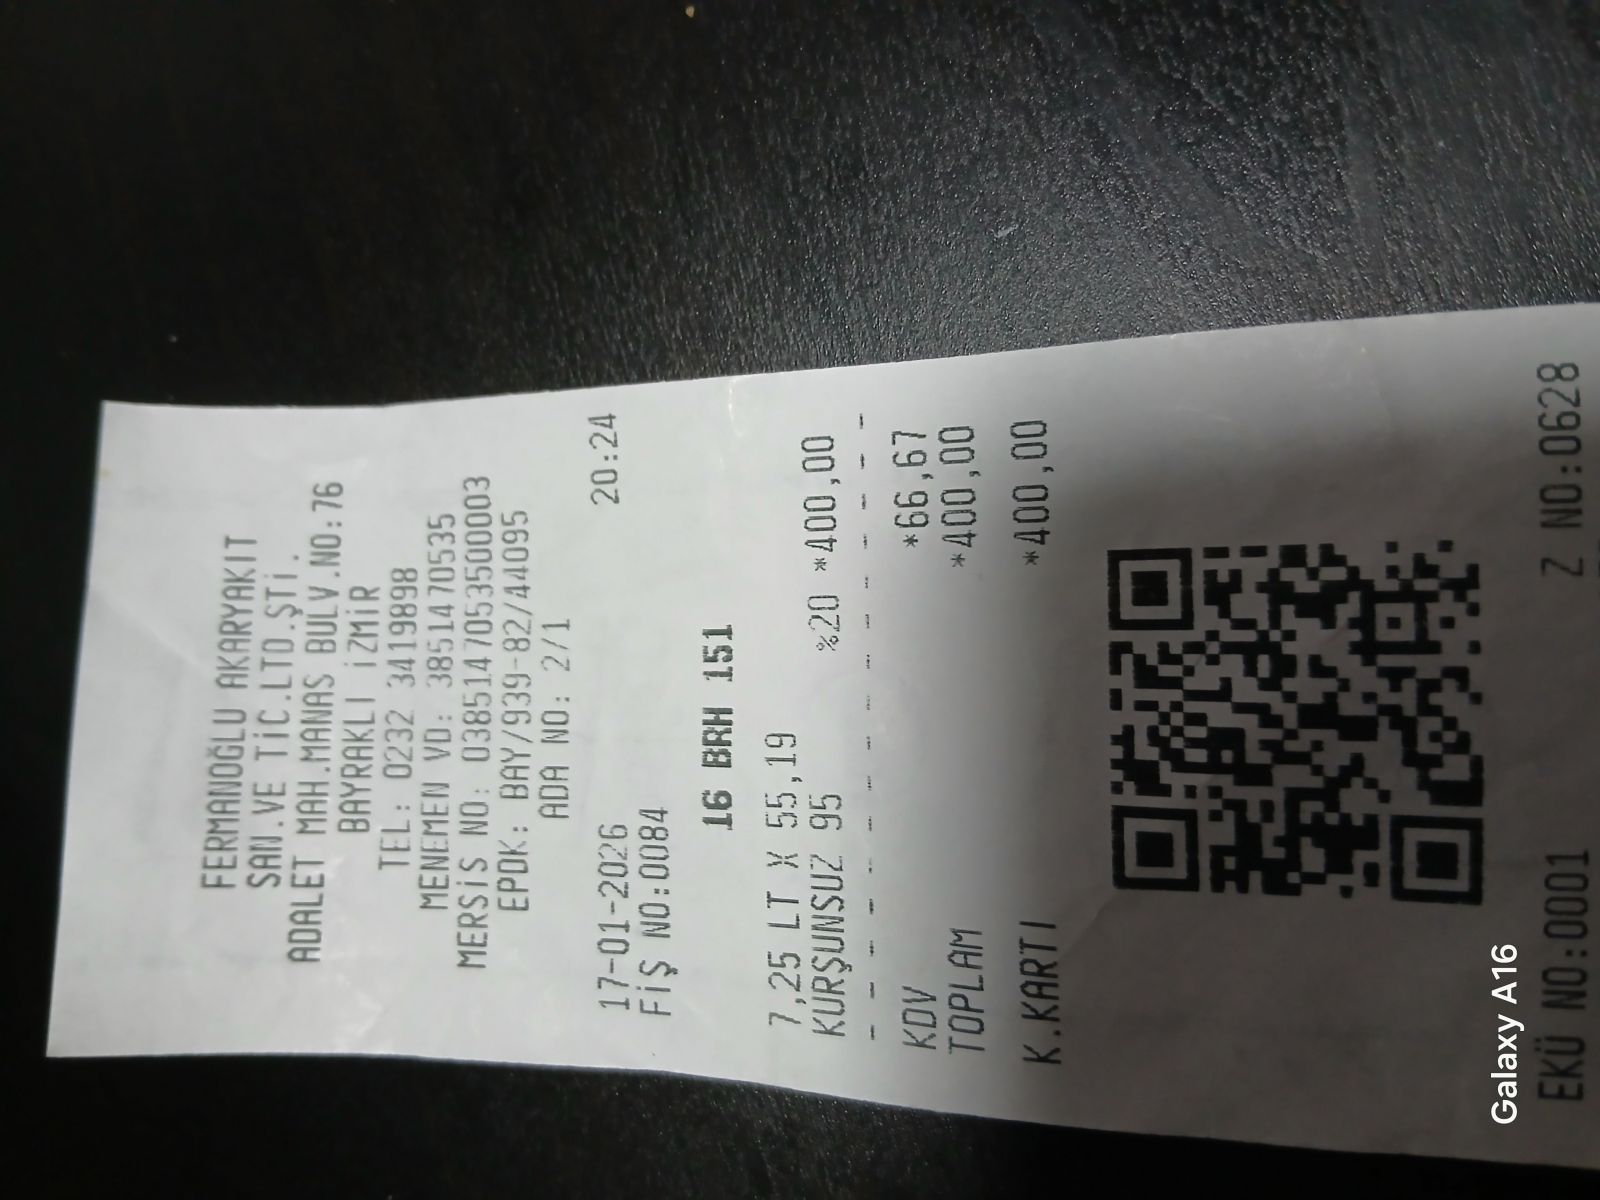 FERMANOĞLU AKARYAKIT
SAN.VE TİC.LTD.ŞTİ.
ADALET MAH.MANAS BULV.NO:76
BAYRAKLI İZMİR
TEL: 0232 3419898
MENEMEN VD: 3851470535
MERSİS NO: 0385147053500003
EPDK: BAY/939-82/44095
ADA NO: 2/1
17-01-2026 20:24
FİŞ NO:0084
16 BRH 151
7,25 LT X 55,19
KURŞUNSUZ 95 %20 *400,00
KDV *66,67
TOPLAM *400,00
K.KARTI *400,00
EKÜ NO:0001 Z NO:0628
Galaxy A16